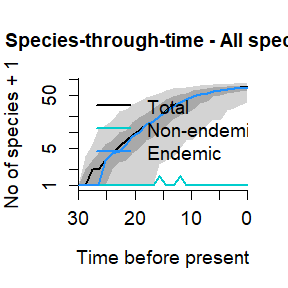 Species-through-time - All spec
No of species + 1
50
5
1
Total
Non-endemi
Endemic
30
20
10
0
Time before present